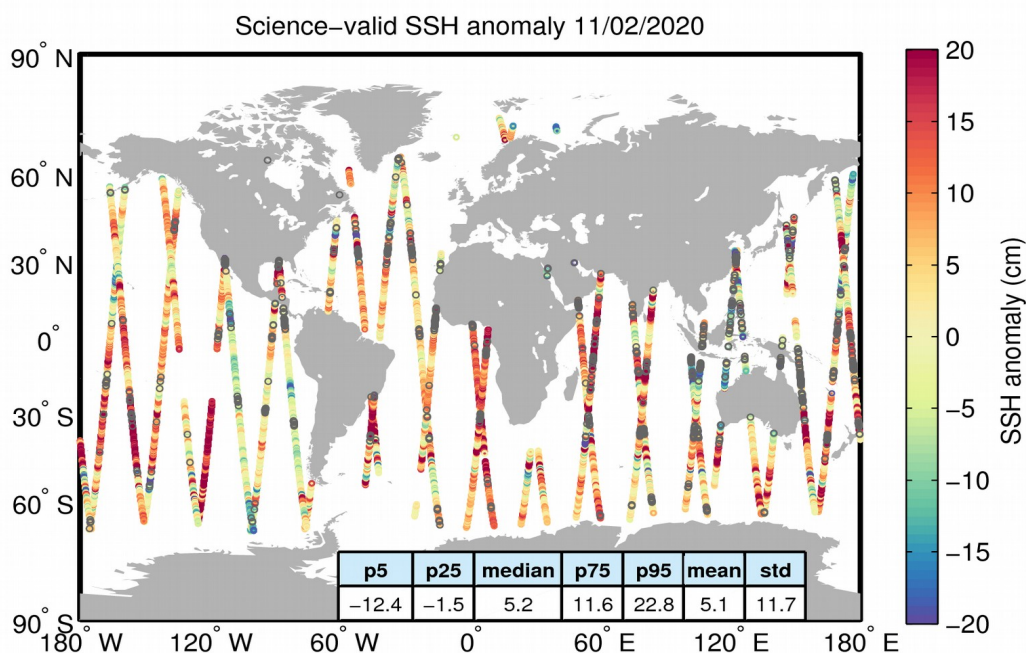 Science−valid SSH anomaly 11/02/2020
90° N
60° N
30° N
0°
30° S
60° S
90° S
180° W
120° W
60° W
0°
60° E
120° E
180° E
p5 p25 median p75 p95 mean std
−12.4 −1.5 5.2 11.6 22.8 5.1 11.7
20
15
10
5
0
−5
−10
−15
−20
SSH anomaly (cm)